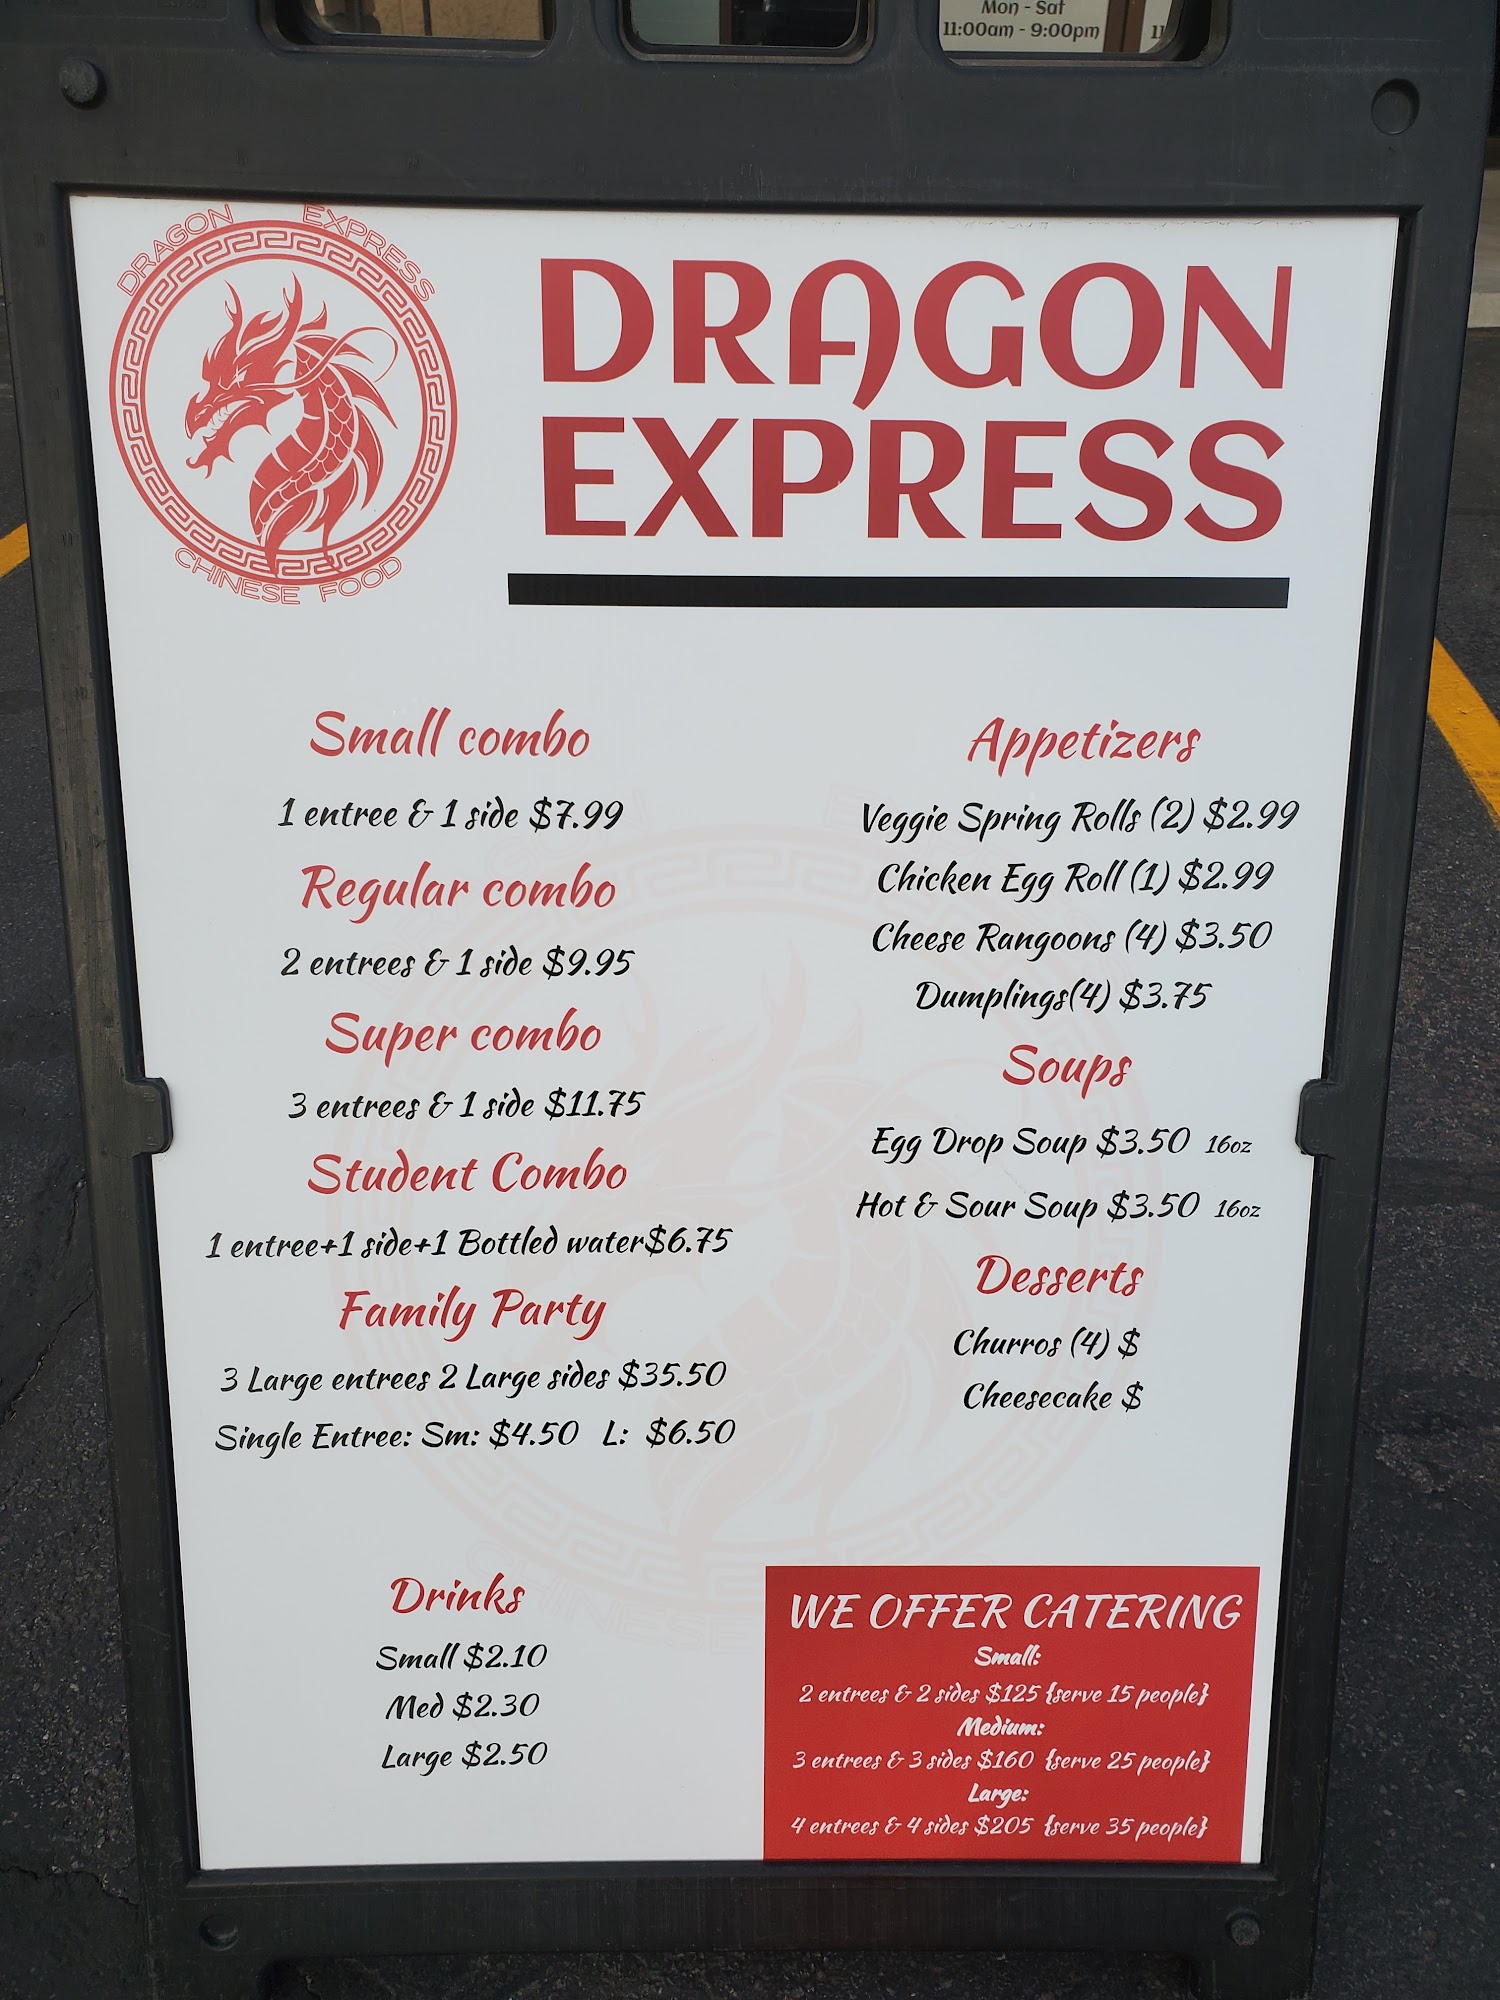 Mon - Sat
11:00am - 9:00pm
11
DRAGON EXPRESS
CHINESE FOOD
DRAGON
EXPRESS
Small combo
1 entree & 1 side $7.99
Regular combo
2 entrees & 1 side $9.95
Super combo
3 entrees & 1 side $11.75
Student Combo
1 entree+1 side+1 Bottled water$6.75
Family Party
3 Large entrees 2 Large sides $35.50
Single Entree: Sm: $4.50 L: $6.50
Drinks
Small $2.10
Med $2.30
Large $2.50
Appetizers
Veggie Spring Rolls (2) $2.99
Chicken Egg Roll (1) $2.99
Cheese Rangoons (4) $3.50
Dumplings(4) $3.75
Soups
Egg Drop Soup $3.50 16oz
Hot & Sour Soup $3.50 16oz
Desserts
Churros (4) $
Cheesecake $
WE OFFER CATERING
Small:
2 entrees & 2 sides $125 {serve 15 people}
Medium:
3 entrees & 3 sides $160 {serve 25 people}
Large:
4 entrees & 4 sides $205 {serve 35 people}